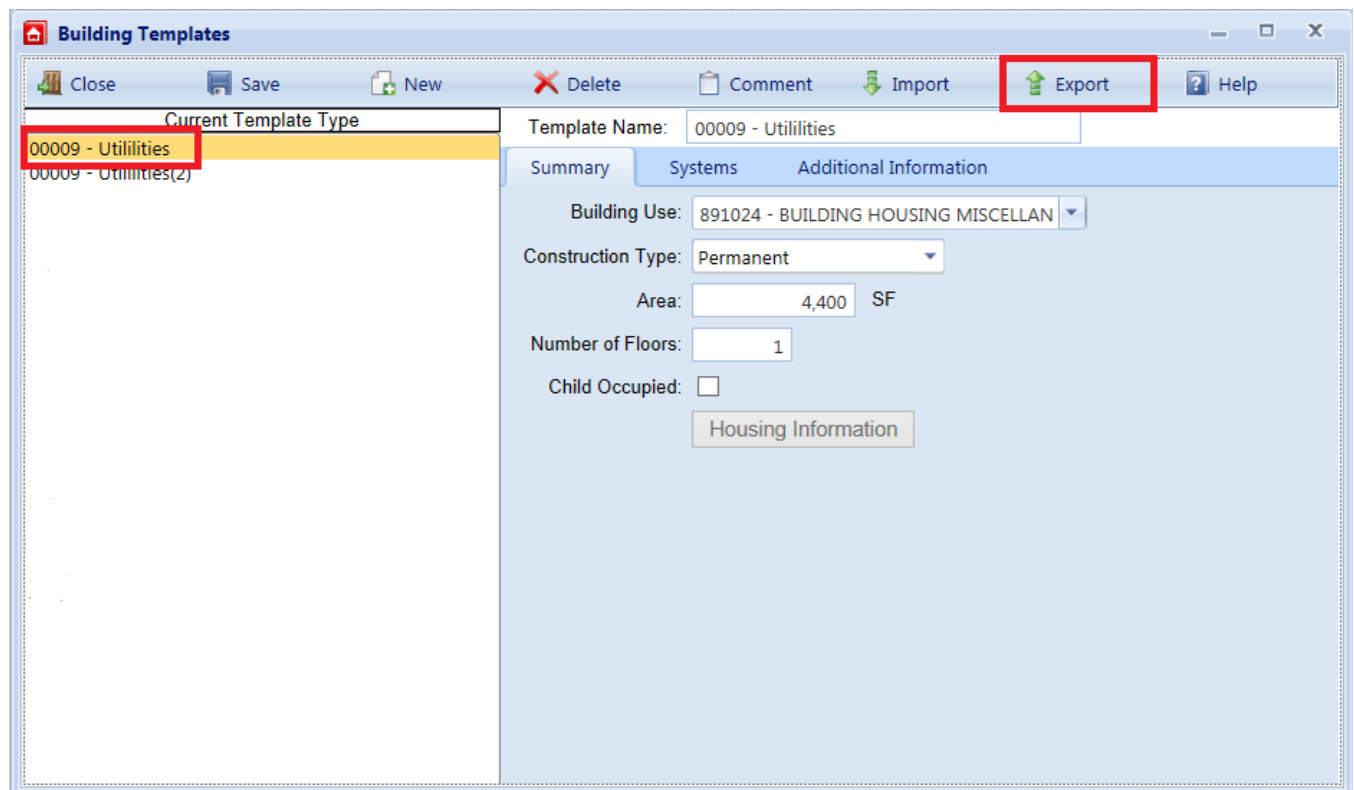 Building Templates
Close Save New Delete Comment Import Export ? Help
Current Template Type
Template Name: 00009 - Utililities
00009 - Utililities
00009 - Utililities(2)
Summary Systems Additional Information
Building Use: 891024 - BUILDING HOUSING MISCELLAN
Construction Type: Permanent
Area: 4,400 SF
Number of Floors: 1
Child Occupied:
Housing Information